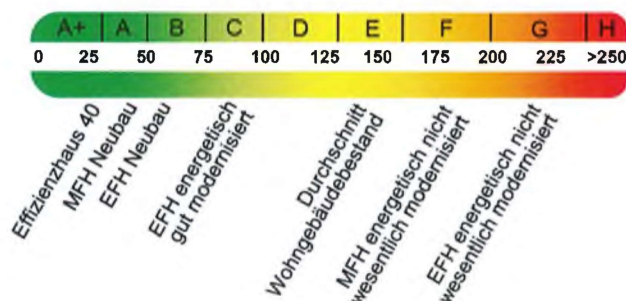 A+ A B C D E F G H
0 25 50 75 100 125 150 175 200 225 >250
Effizienzhaus 40
MFH Neubau
EFH Neubau
EFH energetisch
gut modernisiert
Durchschnitt
Wohngebäudebestand
MFH energetisch nicht
wesentlich modernisiert
EFH energetisch nicht
wesentlich modernisiert